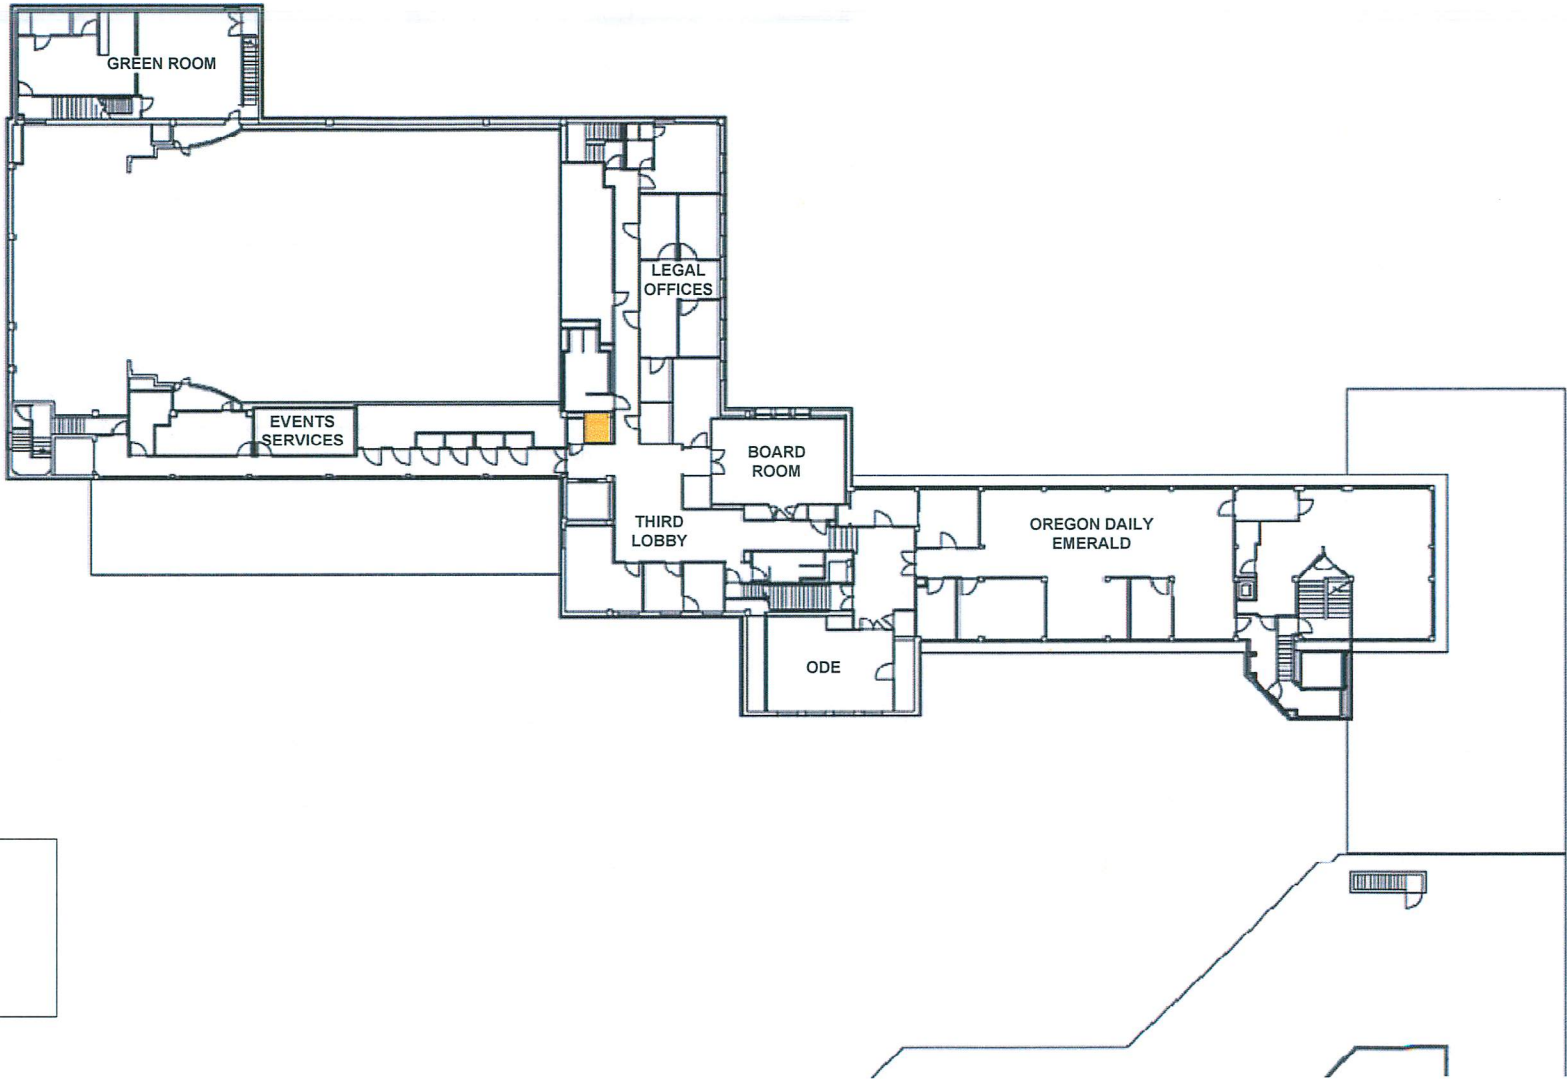 GREEN ROOM
LEGAL
OFFICES
EVENTS
SERVICES
BOARD
ROOM
THIRD
LOBBY
OREGON DAILY
EMERALD
ODE